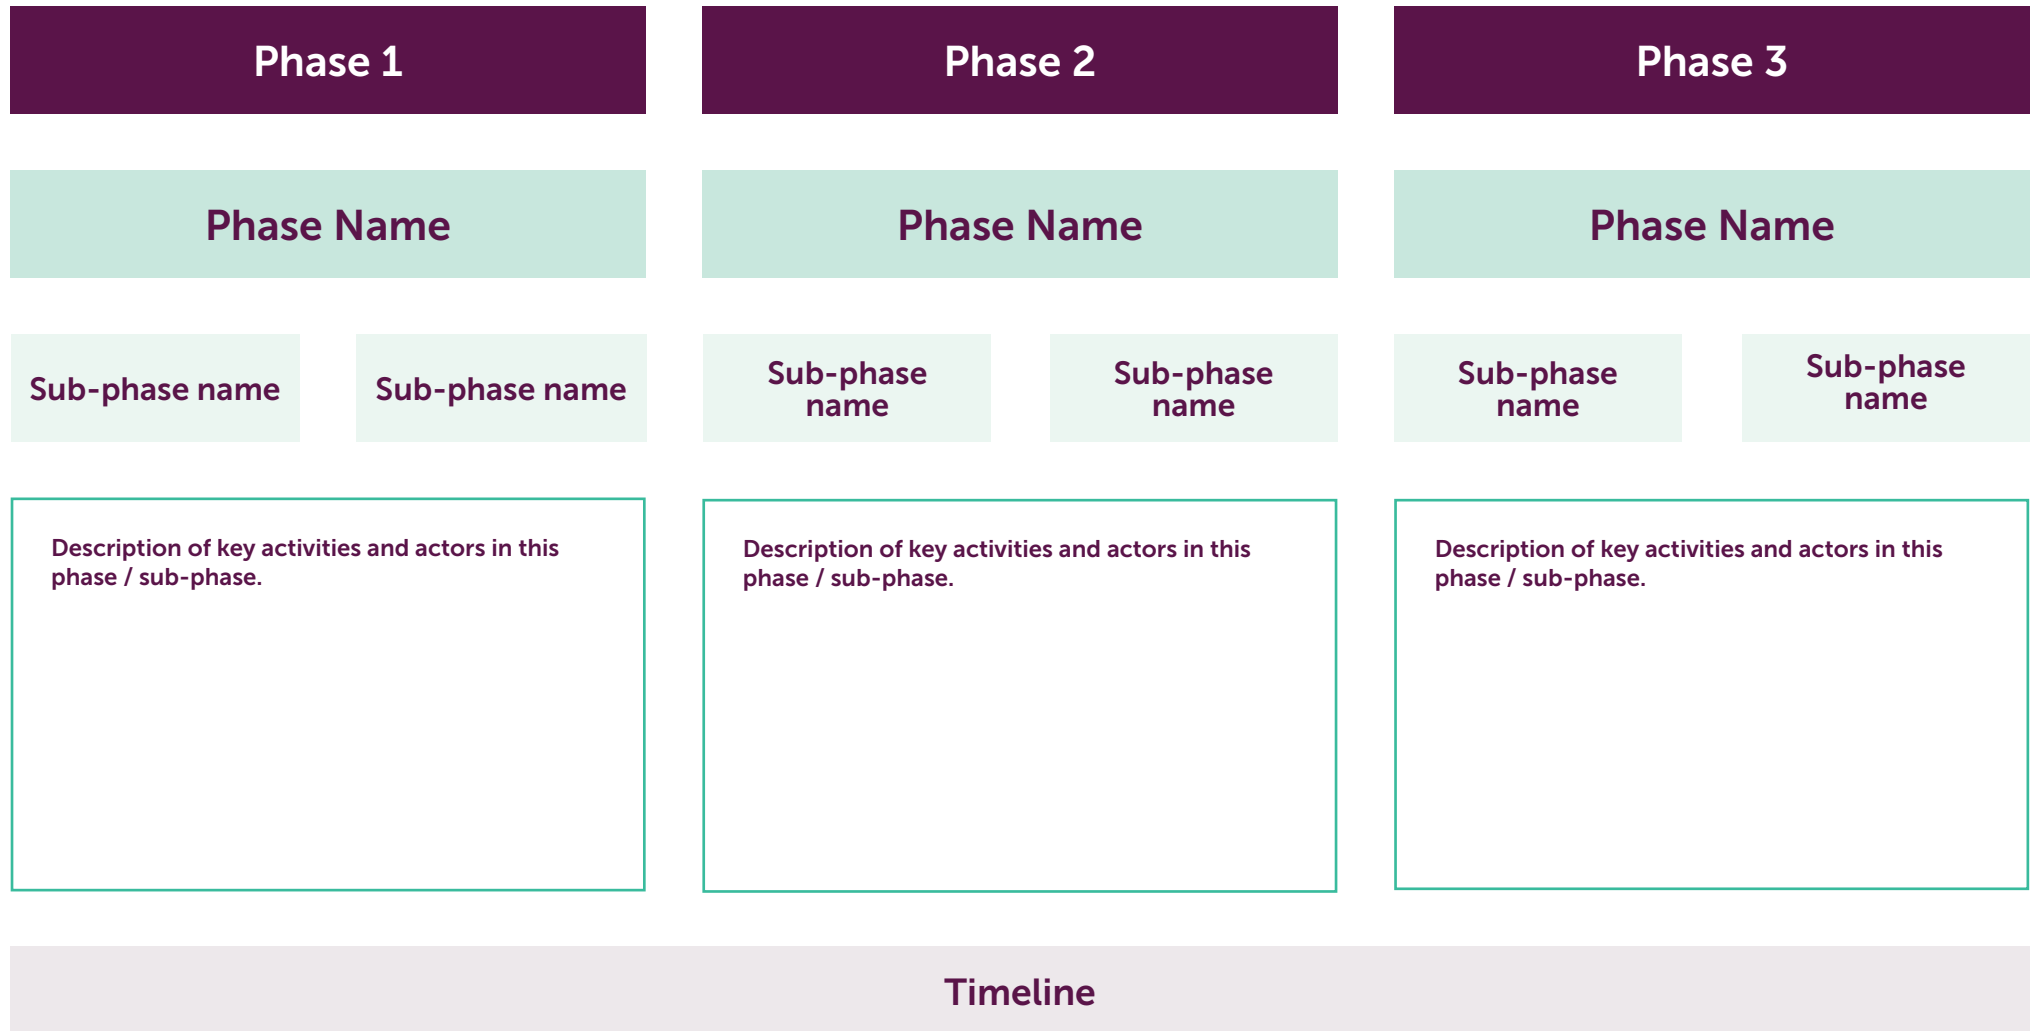 Phase 1
Phase 2
Phase 3
Phase Name
Phase Name
Phase Name
Sub-phase name
Sub-phase name
Sub-phase
name
Sub-phase
name
Sub-phase
name
Sub-phase
name
Description of key activities and actors in this
phase / sub-phase.
Description of key activities and actors in this
phase / sub-phase.
Description of key activities and actors in this
phase / sub-phase.
Timeline